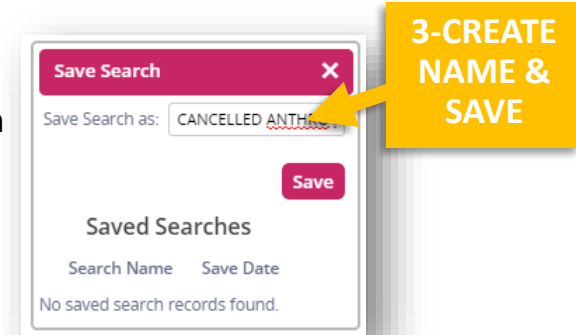 3-CREATE
NAME &
SAVE
Save Search ×
Save Search as: CANCELLED
Save
Saved Searches
Search Name Save Date
No saved search records found.